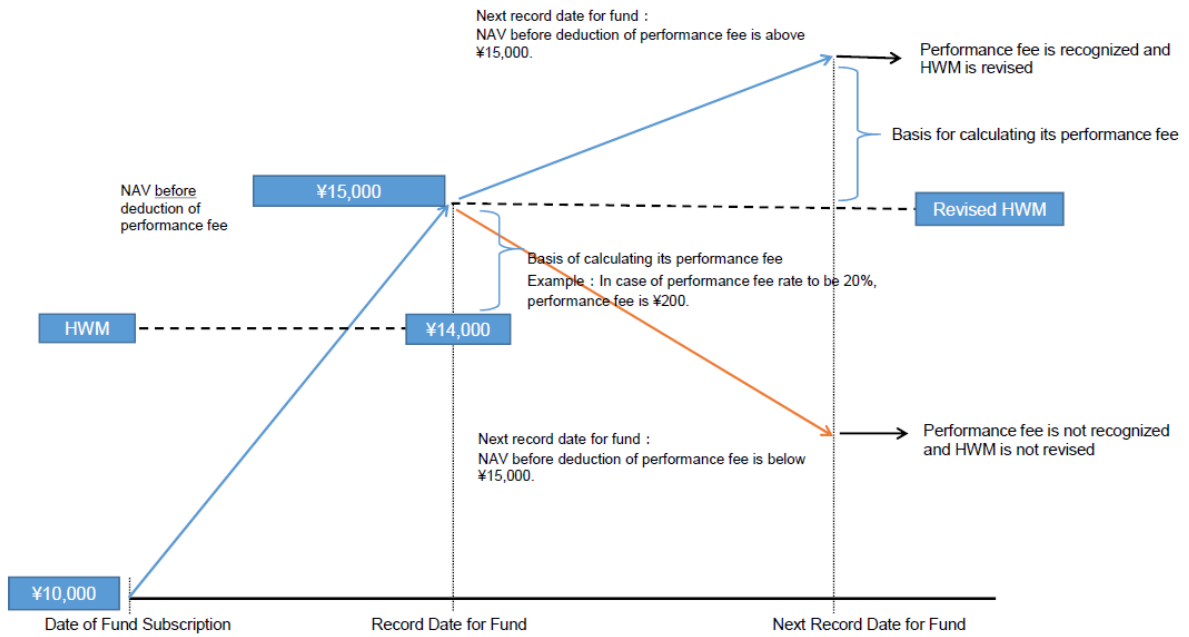 Next record date for fund：
NAV before deduction of performance fee is above
¥15,000.
Performance fee is recognized and
HWM is revised
Basis for calculating its performance fee
NAV before
deduction of
performance fee
¥15,000
Revised HWM
Basis of calculating its performance fee
Example：In case of performance fee rate to be 20%,
performance fee is ¥200.
HWM
¥14,000
Next record date for fund：
NAV before deduction of performance fee is below
¥15,000.
Performance fee is not recognized
and HWM is not revised
¥10,000
Date of Fund Subscription
Record Date for Fund
Next Record Date for Fund